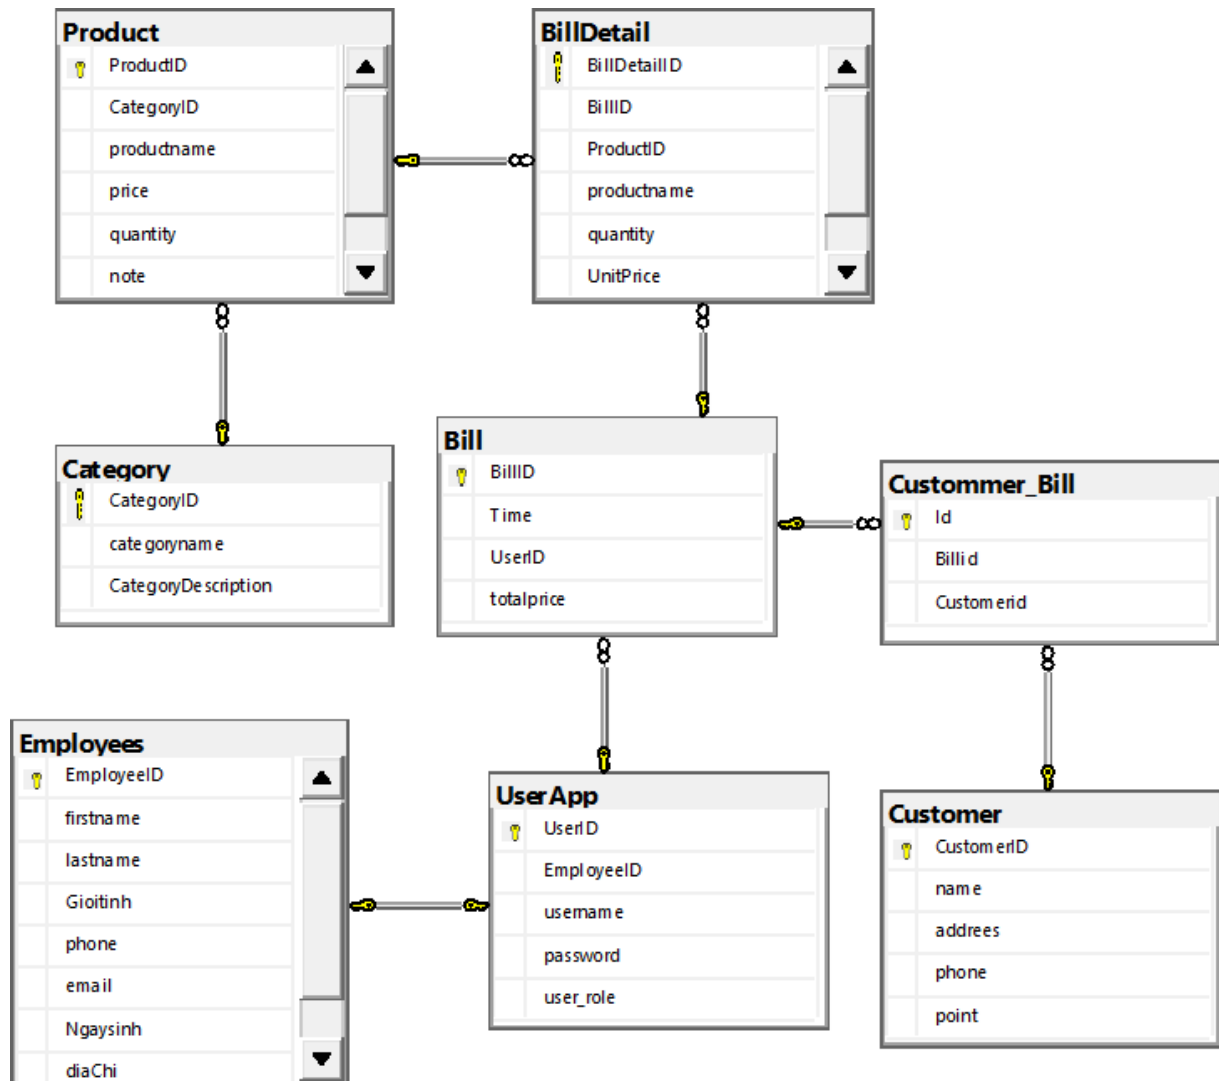 Product
ProductID
CategoryID
productname
price
quantity
note
BillDetail
BillDetailID
BillID
ProductID
productname
quantity
UnitPrice
Category
CategoryID
categoryname
CategoryDescription
Bill
BillID
Time
UserID
totalprice
Custommer_Bill
Id
Billid
Customerid
Employees
EmployeeID
firstname
lastname
Gioitinh
phone
email
Ngaysinh
diaChi
UserApp
UserID
EmployeeID
username
password
user_role
Customer
CustomerID
name
addrees
phone
point